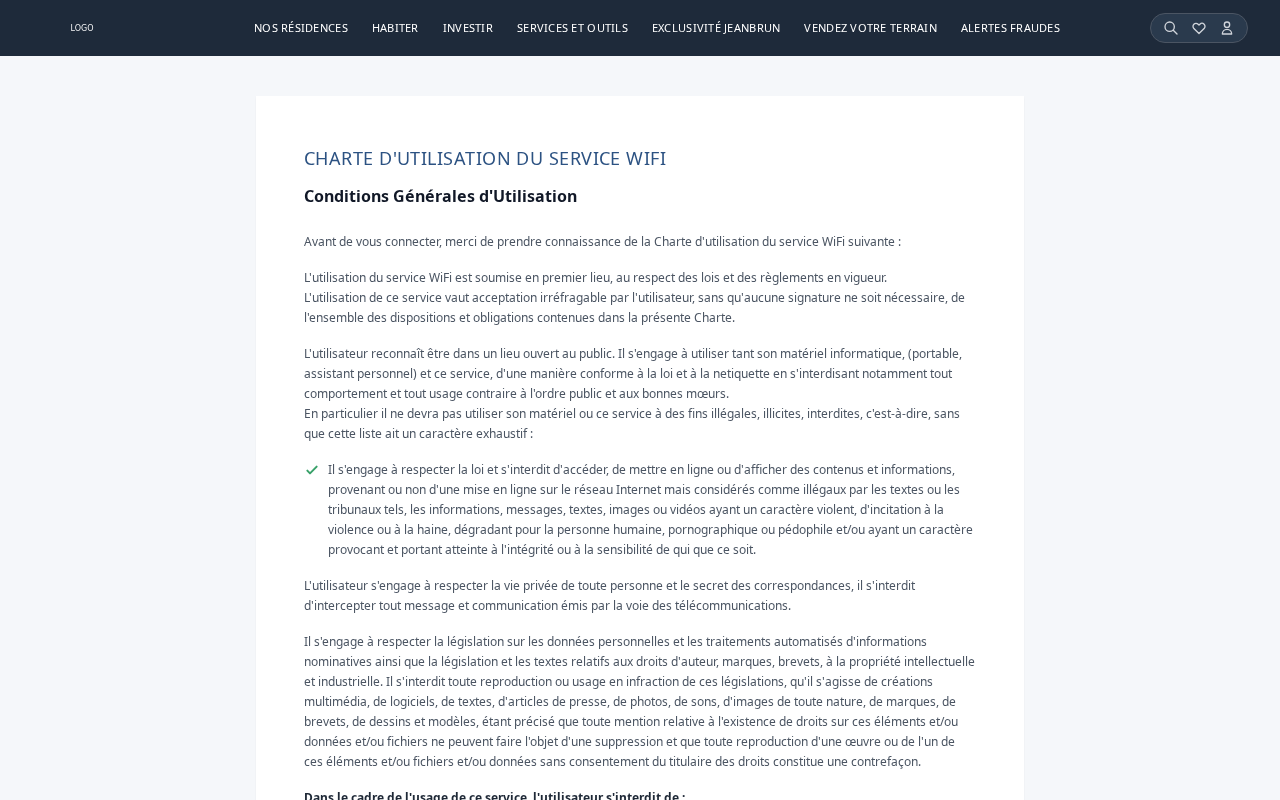 LOGO
NOS RÉSIDENCES
HABITER
INVESTIR
SERVICES ET OUTILS
EXCLUSIVITÉ JEANBRUN
VENDEZ VOTRE TERRAIN
ALERTES FRAUDES
CHARTE D'UTILISATION DU SERVICE WIFI
Conditions Générales d'Utilisation
Avant de vous connecter, merci de prendre connaissance de la Charte d'utilisation du service WiFi suivante :
L'utilisation du service WiFi est soumise en premier lieu, au respect des lois et des règlements en vigueur.
L'utilisation de ce service vaut acceptation irréfragable par l'utilisateur, sans qu'aucune signature ne soit nécessaire, de
l'ensemble des dispositions et obligations contenues dans la présente Charte.
L'utilisateur reconnaît être dans un lieu ouvert au public. Il s'engage à utiliser tant son matériel informatique, (portable,
assistant personnel) et ce service, d'une manière conforme à la loi et à la netiquette en s'interdisant notamment tout
comportement et tout usage contraire à l'ordre public et aux bonnes mœurs.
En particulier il ne devra pas utiliser son matériel ou ce service à des fins illégales, illicites, interdites, c'est-à-dire, sans
que cette liste ait un caractère exhaustif :
Il s'engage à respecter la loi et s'interdit d'accéder, de mettre en ligne ou d'afficher des contenus et informations,
provenant ou non d'une mise en ligne sur le réseau Internet mais considérés comme illégaux par les textes ou les
tribunaux tels, les informations, messages, textes, images ou vidéos ayant un caractère violent, d'incitation à la
violence ou à la haine, dégradant pour la personne humaine, pornographique ou pédophile et/ou ayant un caractère
provocant et portant atteinte à l'intégrité ou à la sensibilité de qui que ce soit.
L'utilisateur s'engage à respecter la vie privée de toute personne et le secret des correspondances, il s'interdit
d'intercepter tout message et communication émis par la voie des télécommunications.
Il s'engage à respecter la législation sur les données personnelles et les traitements automatisés d'informations
nominatives ainsi que la législation et les textes relatifs aux droits d'auteur, marques, brevets, à la propriété intellectuelle
et industrielle. Il s'interdit toute reproduction ou usage en infraction de ces législations, qu'il s'agisse de créations
multimédia, de logiciels, de textes, d'articles de presse, de photos, de sons, d'images de toute nature, de marques, de
brevets, de dessins et modèles, étant précisé que toute mention relative à l'existence de droits sur ces éléments et/ou
données et/ou fichiers ne peuvent faire l'objet d'une suppression et que toute reproduction d'une œuvre ou de l'un de
ces éléments et/ou fichiers et/ou données sans consentement du titulaire des droits constitue une contrefaçon.
Dans le cadre de l'usage de ce service, l'utilisateur s'interdit de :